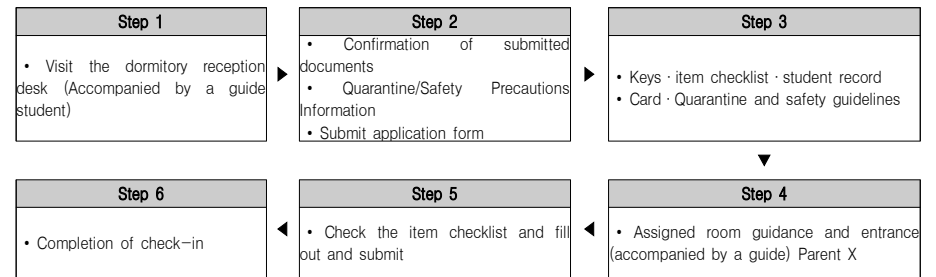 Step 1
• Visit the dormitory reception
desk (Accompanied by a guide
student)
Step 2
• Confirmation of submitted
documents
• Quarantine/Safety Precautions
Information
• Submit application form
Step 3
• Keys · item checklist · student record
• Card · Quarantine and safety guidelines
Step 4
• Assigned room guidance and entrance
(accompanied by a guide) Parent X
Step 5
• Check the item checklist and fill
out and submit
Step 6
• Completion of check-in